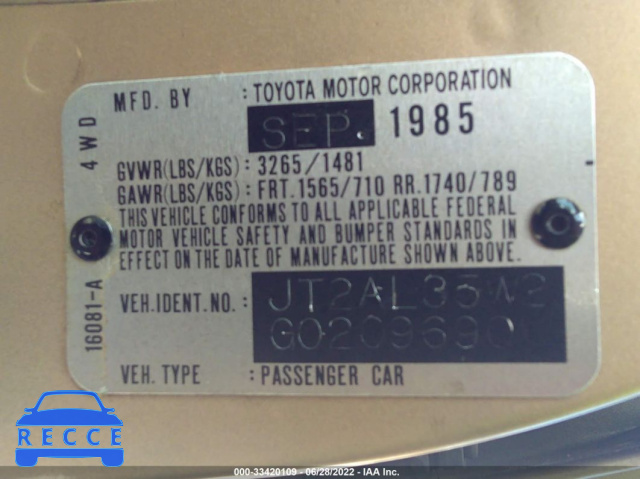 MFD. BY : TOYOTA MOTOR CORPORATION
SEP. 1985
GVWR(LBS/KGS): 3265/1481
GAWR(LBS/KGS): FRT.1565/710 RR.1740/789
THIS VEHICLE CONFORMS TO ALL APPLICABLE FEDERAL
MOTOR VEHICLE SAFETY AND BUMPER STANDARDS IN
EFFECT ON THE DATE OF MANUFACTURE SHOWN ABOVE.
VEH.IDENT.NO.: JT2AL35W2
G0209690
VEH. TYPE : PASSENGER CAR
4WD
16081-A
RECCE
000-33420109 - 06/28/2022 - IAA Inc.